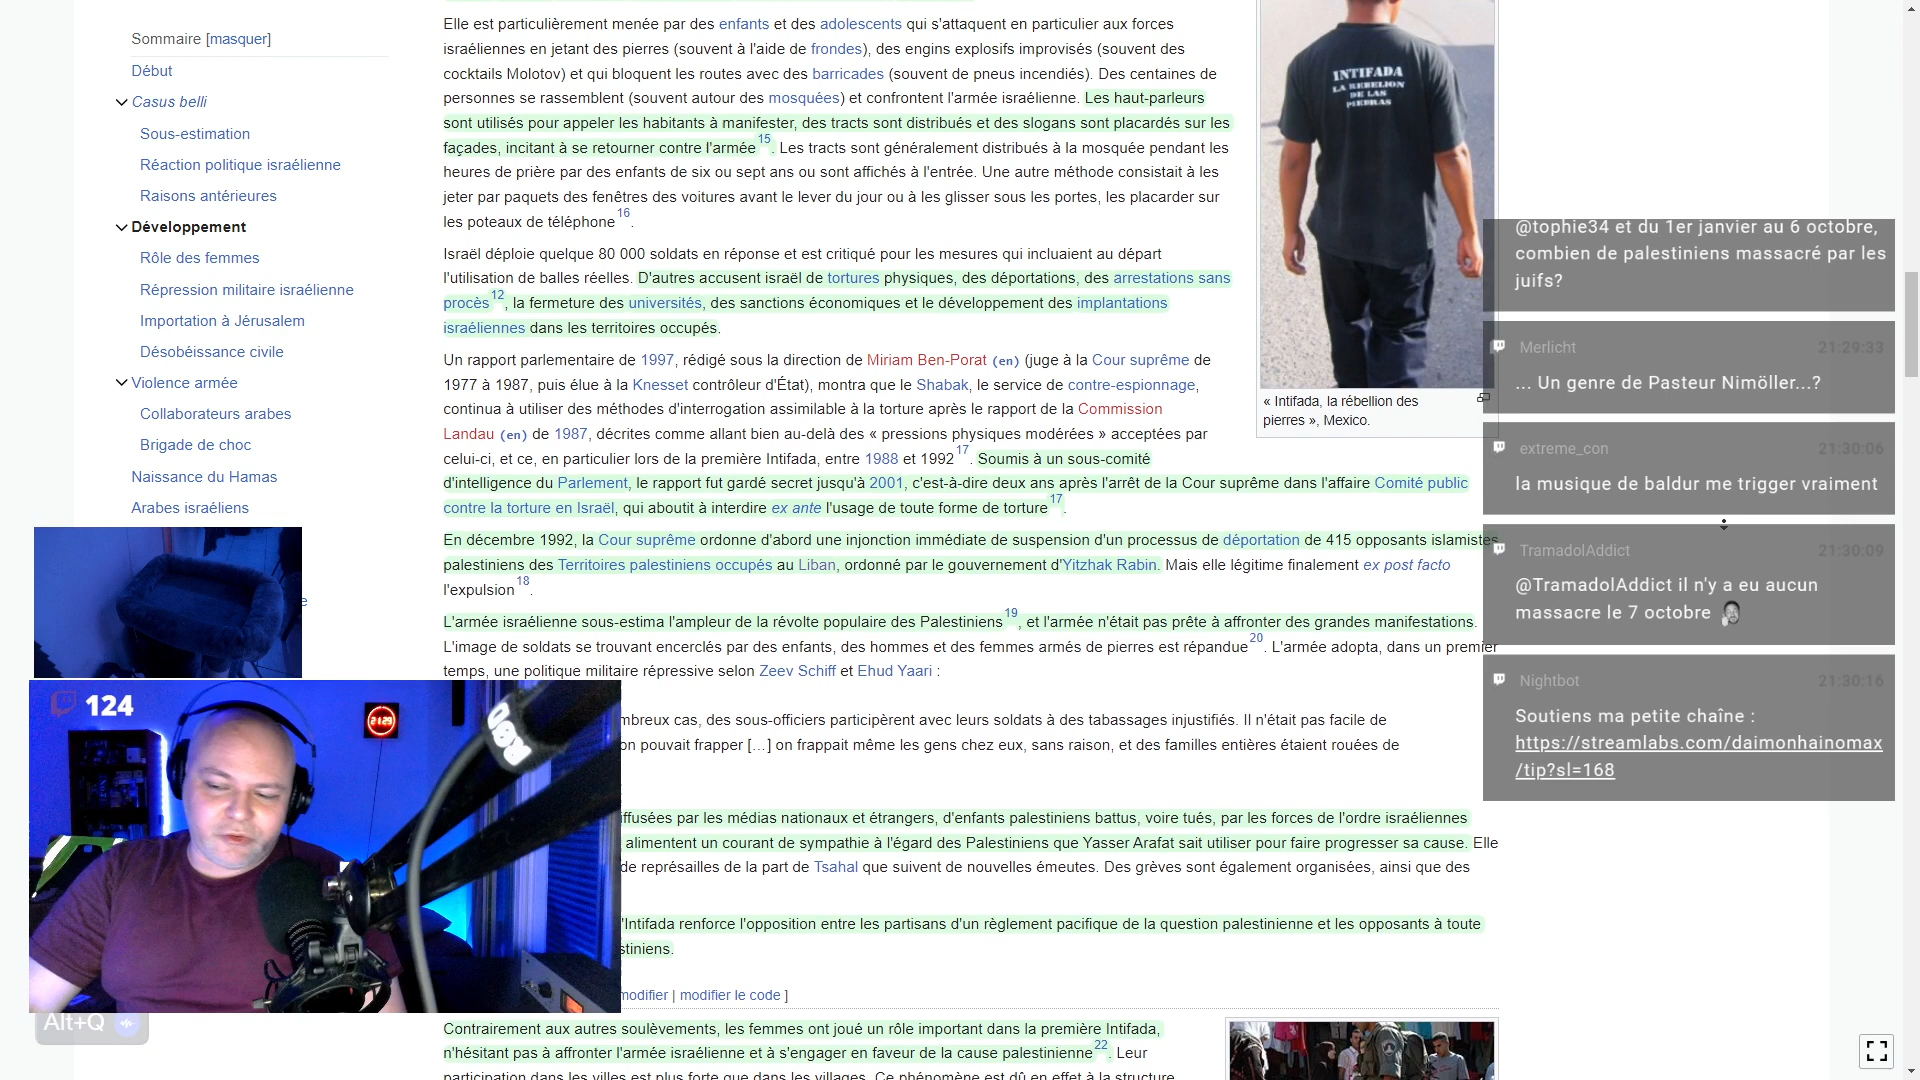 Sommaire [masquer]
Début
Casus belli
Sous-estimation
Réaction politique israélienne
Raisons antérieures
Développement
Rôle des femmes
Répression militaire israélienne
Importation à Jérusalem
Désobéissance civile
Violence armée
Collaborateurs arabes
Brigade de choc
Naissance du Hamas
Arabes israéliens
e
Elle est particulièrement menée par des enfants et des adolescents qui s'attaquent en particulier aux forces
israéliennes en jetant des pierres (souvent à l'aide de frondes), des engins explosifs improvisés (souvent des
cocktails Molotov) et qui bloquent les routes avec des barricades (souvent de pneus incendiés). Des centaines de
personnes se rassemblent (souvent autour des mosquées) et confrontent l'armée israélienne. Les haut-parleurs
sont utilisés pour appeler les habitants à manifester, des tracts sont distribués et des slogans sont placardés sur les
façades, incitant à se retourner contre l'armée 15. Les tracts sont généralement distribués à la mosquée pendant les
heures de prière par des enfants de six ou sept ans ou sont affichés à l'entrée. Une autre méthode consistait à les
jeter par paquets des fenêtres des voitures avant le lever du jour ou à les glisser sous les portes, les placarder sur
les poteaux de téléphone 16.
Israël déploie quelque 80 000 soldats en réponse et est critiqué pour les mesures qui incluaient au départ
l'utilisation de balles réelles. D'autres accusent israël de tortures physiques, des déportations, des arrestations sans
procès 12, la fermeture des universités, des sanctions économiques et le développement des implantations
israéliennes dans les territoires occupés.
Un rapport parlementaire de 1997, rédigé sous la direction de Miriam Ben-Porat (en) (juge à la Cour suprême de
1977 à 1987, puis élue à la Knesset contrôleur d'État), montra que le Shabak, le service de contre-espionnage,
continua à utiliser des méthodes d'interrogation assimilable à la torture après le rapport de la Commission
Landau (en) de 1987, décrites comme allant bien au-delà des « pressions physiques modérées » acceptées par
celui-ci, et ce, en particulier lors de la première Intifada, entre 1988 et 1992 17. Soumis à un sous-comité
d'intelligence du Parlement, le rapport fut gardé secret jusqu'à 2001, c'est-à-dire deux ans après l'arrêt de la Cour suprême dans l'affaire Comité public
contre la torture en Israël, qui aboutit à interdire ex ante l'usage de toute forme de torture 17.
En décembre 1992, la Cour suprême ordonne d'abord une injonction immédiate de suspension d'un processus de déportation de 415 opposants islamistes
palestiniens des Territoires palestiniens occupés au Liban, ordonné par le gouvernement d'Yitzhak Rabin. Mais elle légitime finalement ex post facto
l'expulsion 18.
L'armée israélienne sous-estima l'ampleur de la révolte populaire des Palestiniens 19, et l'armée n'était pas prête à affronter des grandes manifestations.
L'image de soldats se trouvant encerclés par des enfants, des hommes et des femmes armés de pierres est répandue 20. L'armée adopta, dans un premier
temps, une politique militaire répressive selon Zeev Schiff et Ehud Yaari :
mbreux cas, des sous-officiers participèrent avec leurs soldats à des tabassages injustifiés. Il n'était pas facile de
on pouvait frapper [...] on frappait même les gens chez eux, sans raison, et des familles entières étaient rouées de
iffusées par les médias nationaux et étrangers, d'enfants palestiniens battus, voire tués, par les forces de l'ordre israéliennes
alimentent un courant de sympathie à l'égard des Palestiniens que Yasser Arafat sait utiliser pour faire progresser sa cause. Elle
de représailles de la part de Tsahal que suivent de nouvelles émeutes. Des grèves sont également organisées, ainsi que des
'Intifada renforce l'opposition entre les partisans d'un règlement pacifique de la question palestinienne et les opposants à toute
stiniens.
modifier | modifier le code ]
Contrairement aux autres soulèvements, les femmes ont joué un rôle important dans la première Intifada,
n'hésitant pas à affronter l'armée israélienne et à s'engager en faveur de la cause palestinienne 22. Leur
participation dans les villes est plus forte que dans les villages. Ce phénomène est dû en effet à la structure
INTIFADA
LA REBELION
DE LAS
PIEDRAS
« Intifada, la rébellion des
pierres », Mexico.
@tophie34 et du 1er janvier au 6 octobre,
combien de palestiniens massacré par les
juifs?
Merlicht 21:29:33
... Un genre de Pasteur Nimöller...?
extreme_con 21:30:06
la musique de baldur me trigger vraiment
TramadolAddict 21:30:09
@TramadolAddict il n'y a eu aucun
massacre le 7 octobre
Nightbot 21:30:16
Soutiens ma petite chaîne :
https://streamlabs.com/daimonhainomax
/tip?sl=168
124
21:29
Alt+Q